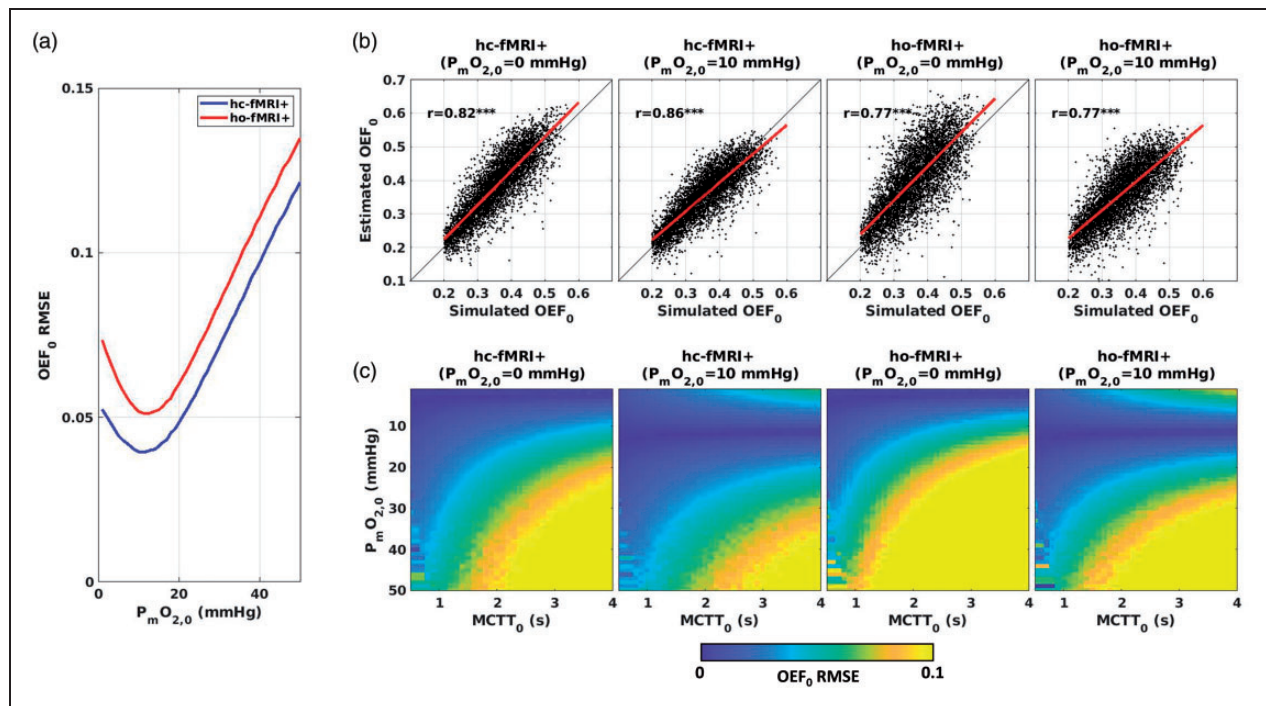 (a)
0.15
hc-fMRI+
ho-fMRI+
0.1
0.05
0
OEF₀ RMSE
0 20 40
PₘO₂,₀ (mmHg)
(b)
hc-fMRI+ (PₘO₂,₀=0 mmHg)
hc-fMRI+ (PₘO₂,₀=10 mmHg)
ho-fMRI+ (PₘO₂,₀=0 mmHg)
ho-fMRI+ (PₘO₂,₀=10 mmHg)
0.7
0.6
0.5
0.4
0.3
0.2
0.1
Estimated OEF₀
r=0.82***
r=0.86***
r=0.77***
r=0.77***
0.1 0.2 0.3 0.4 0.5 0.6
0.2 0.3 0.4 0.5 0.6
0.2 0.3 0.4 0.5 0.6
0.2 0.3 0.4 0.5 0.6
Simulated OEF₀
Simulated OEF₀
Simulated OEF₀
Simulated OEF₀
(c)
hc-fMRI+ (PₘO₂,₀=0 mmHg)
hc-fMRI+ (PₘO₂,₀=10 mmHg)
ho-fMRI+ (PₘO₂,₀=0 mmHg)
ho-fMRI+ (PₘO₂,₀=10 mmHg)
10
20
30
40
50
PₘO₂,₀ (mmHg)
1 2 3 4
1 2 3 4
1 2 3 4
1 2 3 4
MCTT₀ (s)
MCTT₀ (s)
MCTT₀ (s)
MCTT₀ (s)
0 OEF₀ RMSE 0.1